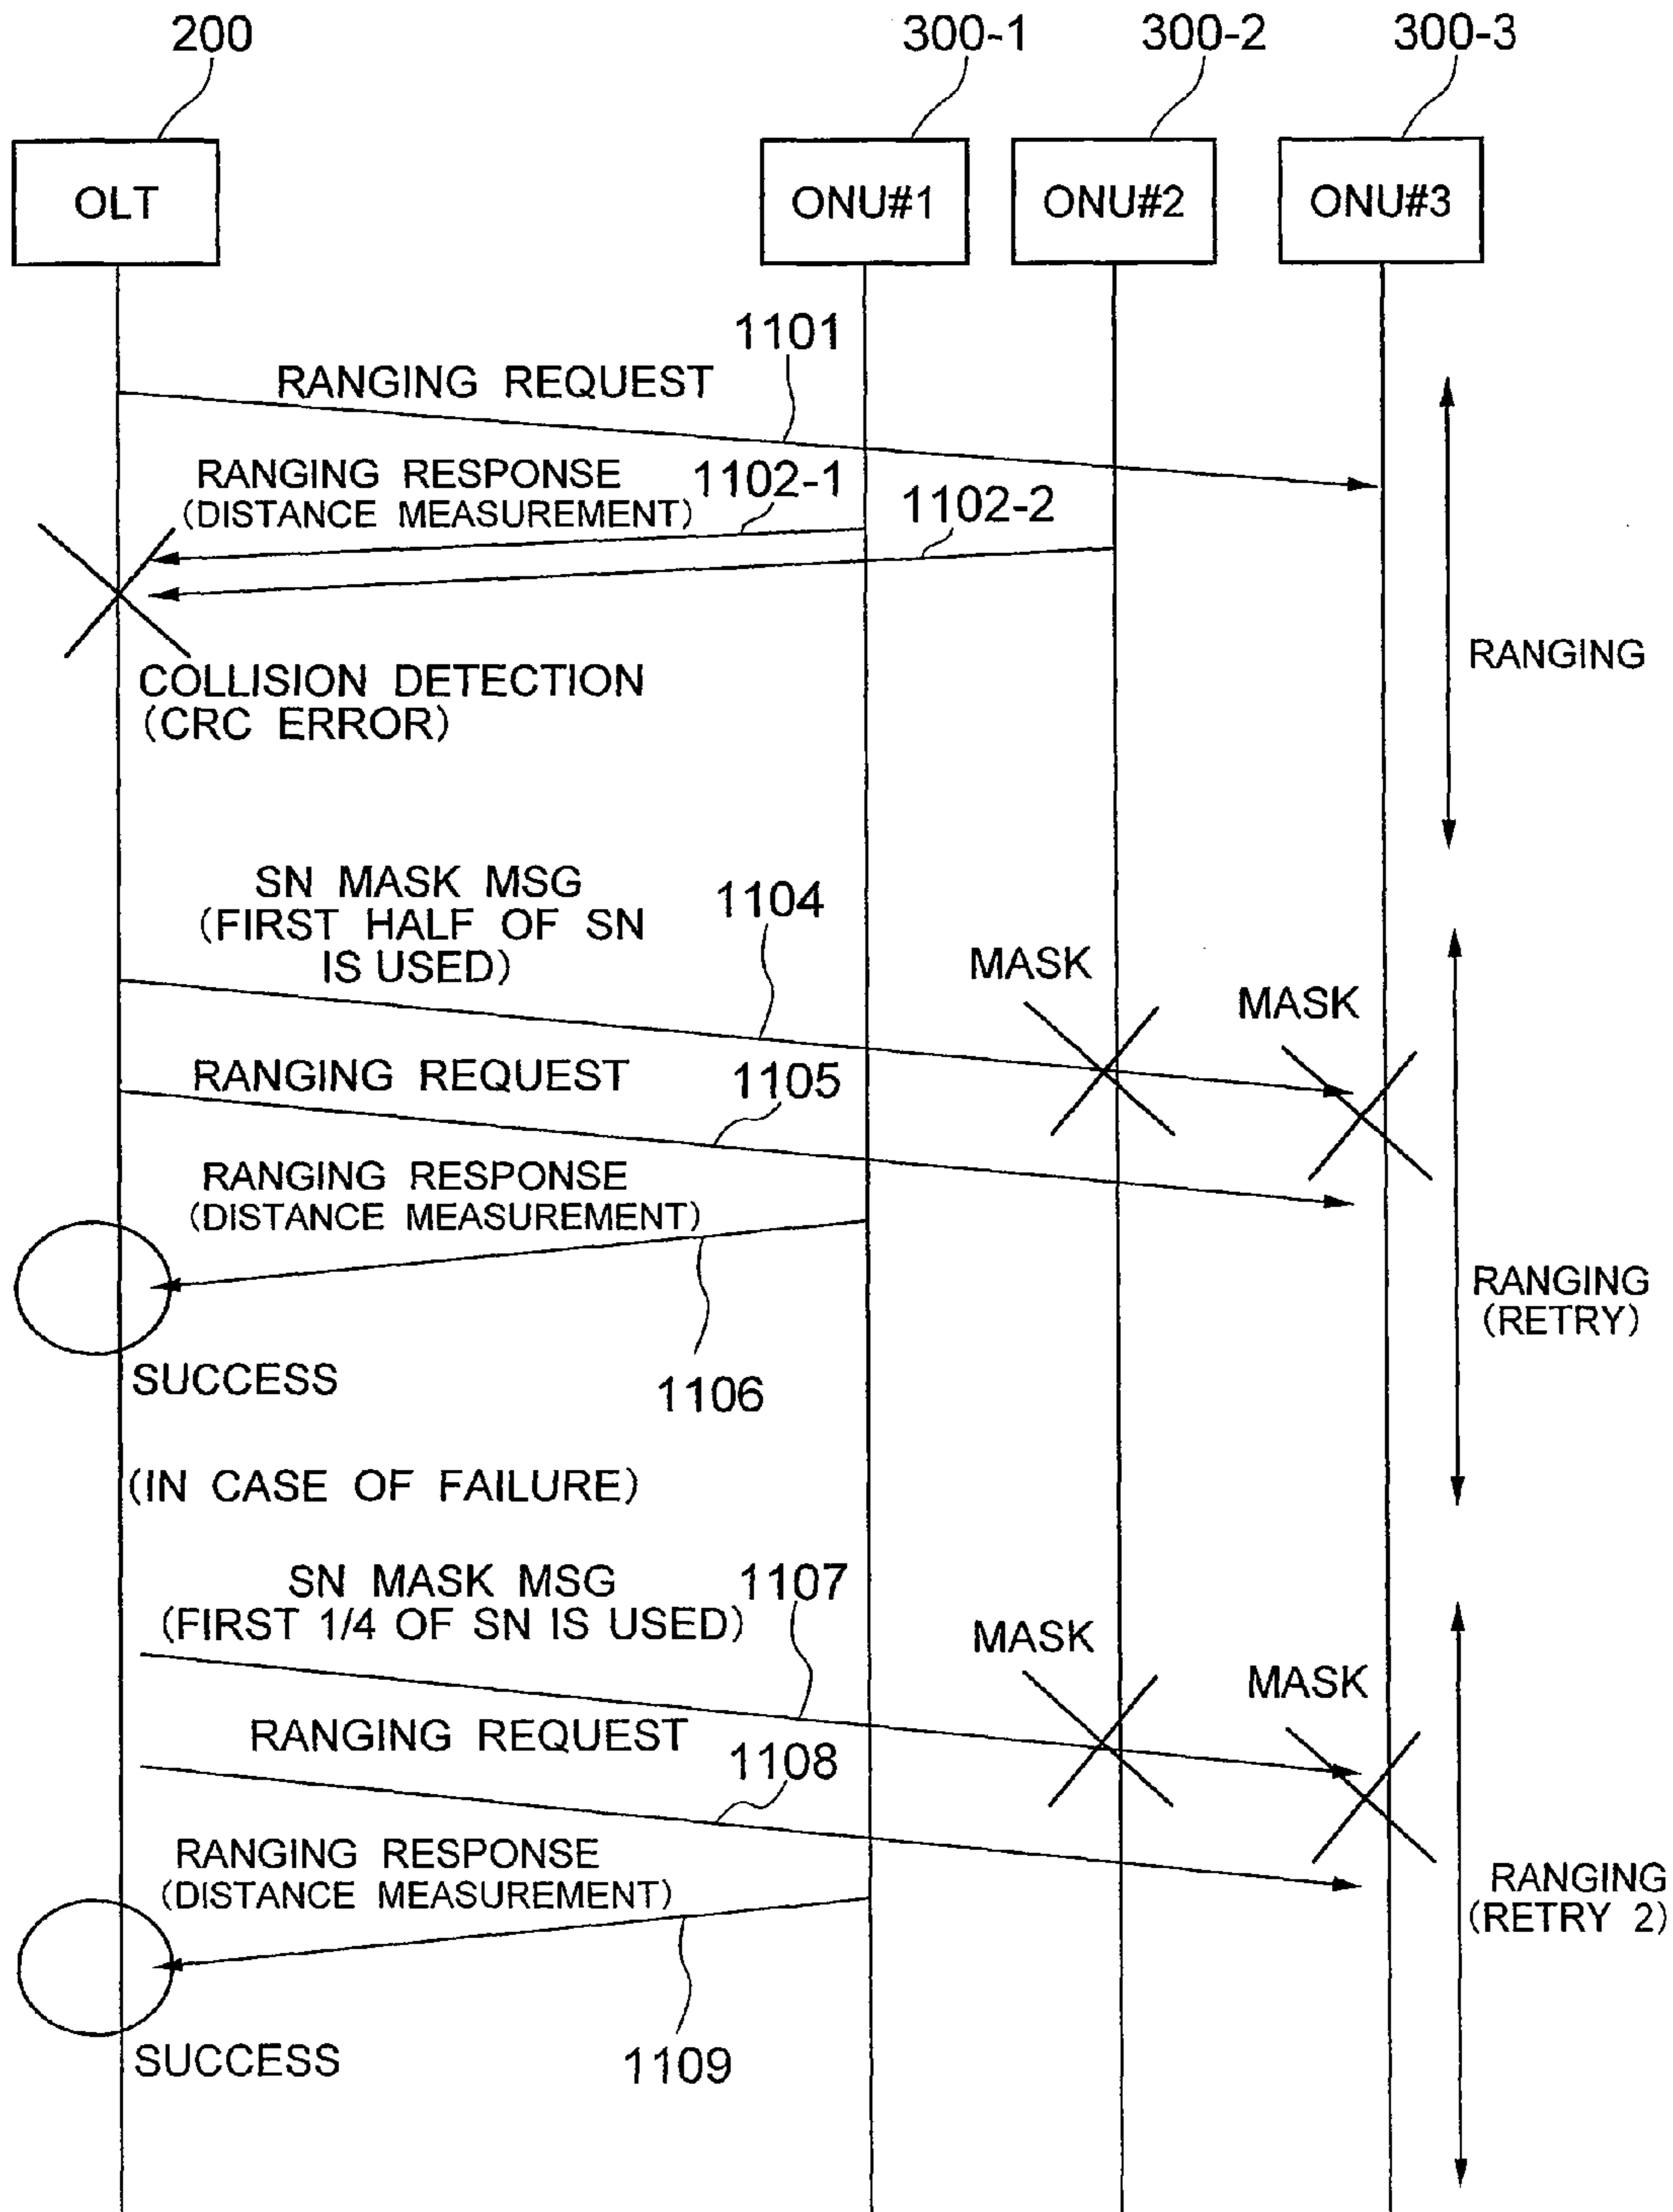 200
300-1
300-2
300-3
OLT
ONU#1
ONU#2
ONU#3
1101
RANGING REQUEST
RANGING RESPONSE
(DISTANCE MEASUREMENT)
1102-1
1102-2
COLLISION DETECTION
(CRC ERROR)
RANGING
SN MASK MSG
(FIRST HALF OF SN
IS USED)
1104
MASK
MASK
RANGING REQUEST
1105
RANGING RESPONSE
(DISTANCE MEASUREMENT)
RANGING
(RETRY)
SUCCESS
1106
(IN CASE OF FAILURE)
SN MASK MSG
(FIRST 1/4 OF SN IS USED)
1107
MASK
MASK
RANGING REQUEST
1108
RANGING RESPONSE
(DISTANCE MEASUREMENT)
RANGING
(RETRY 2)
SUCCESS
1109